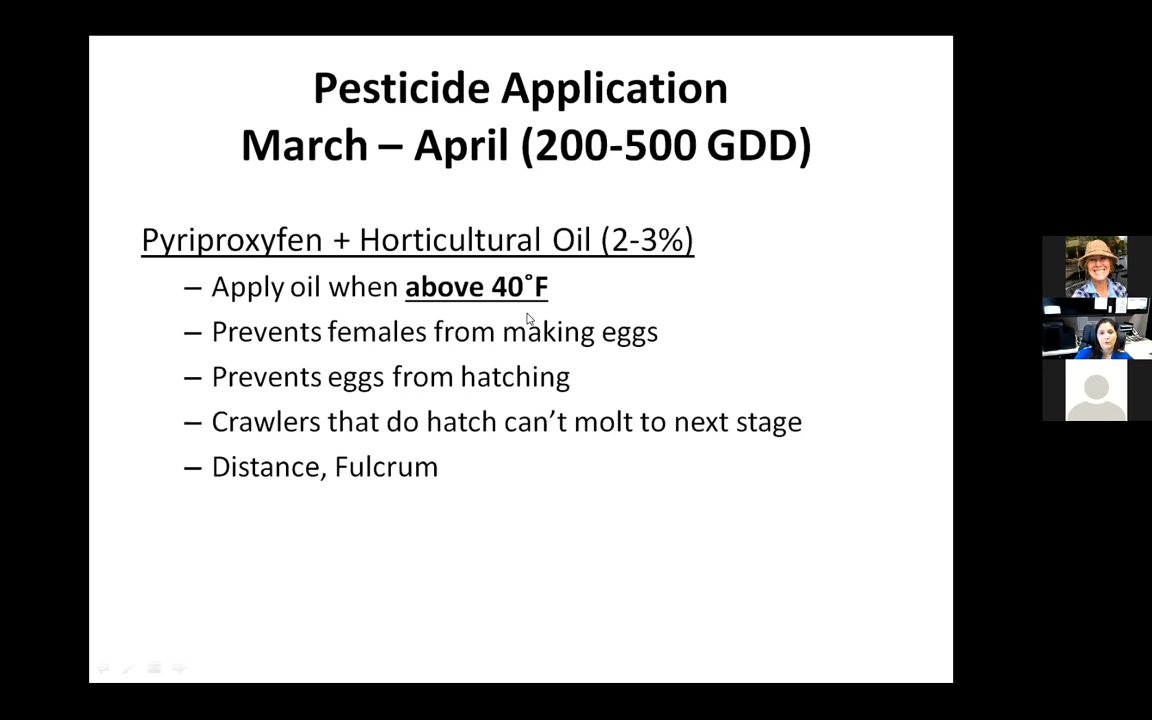 Pesticide Application
March – April (200-500 GDD)
Pyriproxyfen + Horticultural Oil (2-3%)
– Apply oil when above 40˚F
– Prevents females from making eggs
– Prevents eggs from hatching
– Crawlers that do hatch can’t molt to next stage
– Distance, Fulcrum